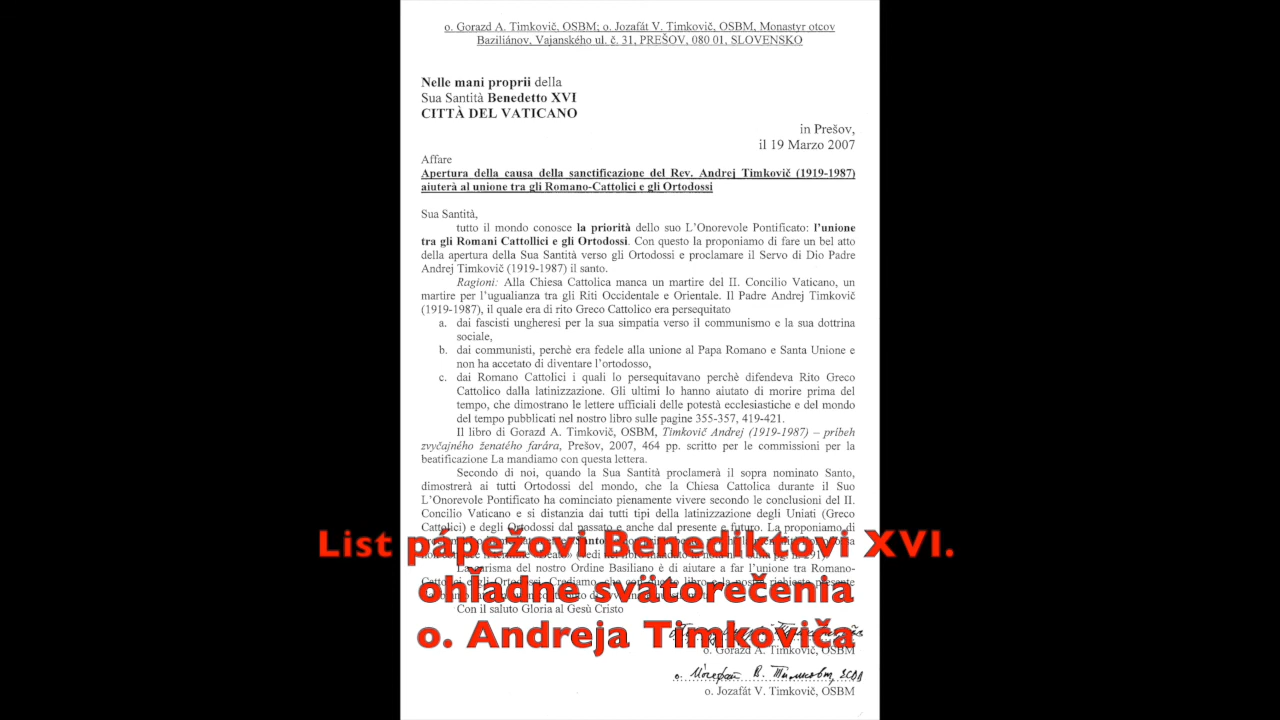 o. Gorazd A. Timkovič, OSBM; o. Jozafát V. Timkovič, OSBM, Monastyr otcov
Baziliánov, Vajanského ul. č. 31, PREŠOV, 080 01, SLOVENSKO
Nelle mani proprii della
Sua Santità Benedetto XVI
CITTÀ DEL VATICANO
in Prešov,
il 19 Marzo 2007
Affare
Apertura della causa della sanctificazione del Rev. Andrej Timkovič (1919-1987)
aiuterà al unione tra gli Romano-Cattolici e gli Ortodossi
Sua Santità,
tutto il mondo conosce la priorità dello suo L'Onorevole Pontificato: l'unione
tra gli Romani Cattollici e gli Ortodossi. Con questo la proponiamo di fare un bel atto
della apertura della Sua Santità verso gli Ortodossi e proclamare il Servo di Dio Padre
Andrej Timkovič (1919-1987) il santo.
Ragioni: Alla Chiesa Cattolica manca un martire del II. Concilio Vaticano, un
martire per l'ugualianza tra gli Riti Occidentale e Orientale. Il Padre Andrej Timkovič
(1919-1987), il quale era di rito Greco Cattolico era persequitato
a. dai fascisti ungheresi per la sua simpatia verso il communismo e la sua dottrina
sociale,
b. dai communisti, perchè era fedele alla unione al Papa Romano e Santa Unione e
non ha accetato di diventare l'ortodosso,
c. dai Romano Cattolici i quali lo persequitavano perchè difendeva Rito Greco
Cattolico dalla latinizzazione. Gli ultimi lo hanno aiutato di morire prima del
tempo, che dimostrano le lettere ufficiali delle potestà ecclesiastiche e del mondo
del tempo pubblicati nel nostro libro sulle pagine 355-357, 419-421.
Il libro di Gorazd A. Timkovič, OSBM, Timkovič Andrej (1919-1987) – príbeh
zvyčajného ženatého farára, Prešov, 2007, 464 pp. scritto per le commissioni per la
beatificazione La mandiamo con questa lettera.
Secondo di noi, quando la Sua Santità proclamerà il sopra nominato Santo,
dimostrerà ai tutti Ortodossi del mondo, che la Chiesa Cattolica durante il Suo
L'Onorevole Pontificato ha cominciato pienamente vivere secondo le conclusioni del II.
Concilio Vaticano e si distanzia dai tutti tipi della latinizzazione degli Uniati (Greco
Cattolici) e degli Ortodossi dal passato e anche dal presente e futuro. La proponiamo di
Santo
List pápežovi Benediktovi XVI.
La carisma del nostro Ordine Basiliano è di aiutare a far l'unione tra Romano-
ohľadne svätorečenia
Con il saluto Gloria al Gesù Cristo
o. Andreja Timkoviča
o. Gorazd A. Timkovič, OSBM
o. Jozafát V. Timkovič, OSBM